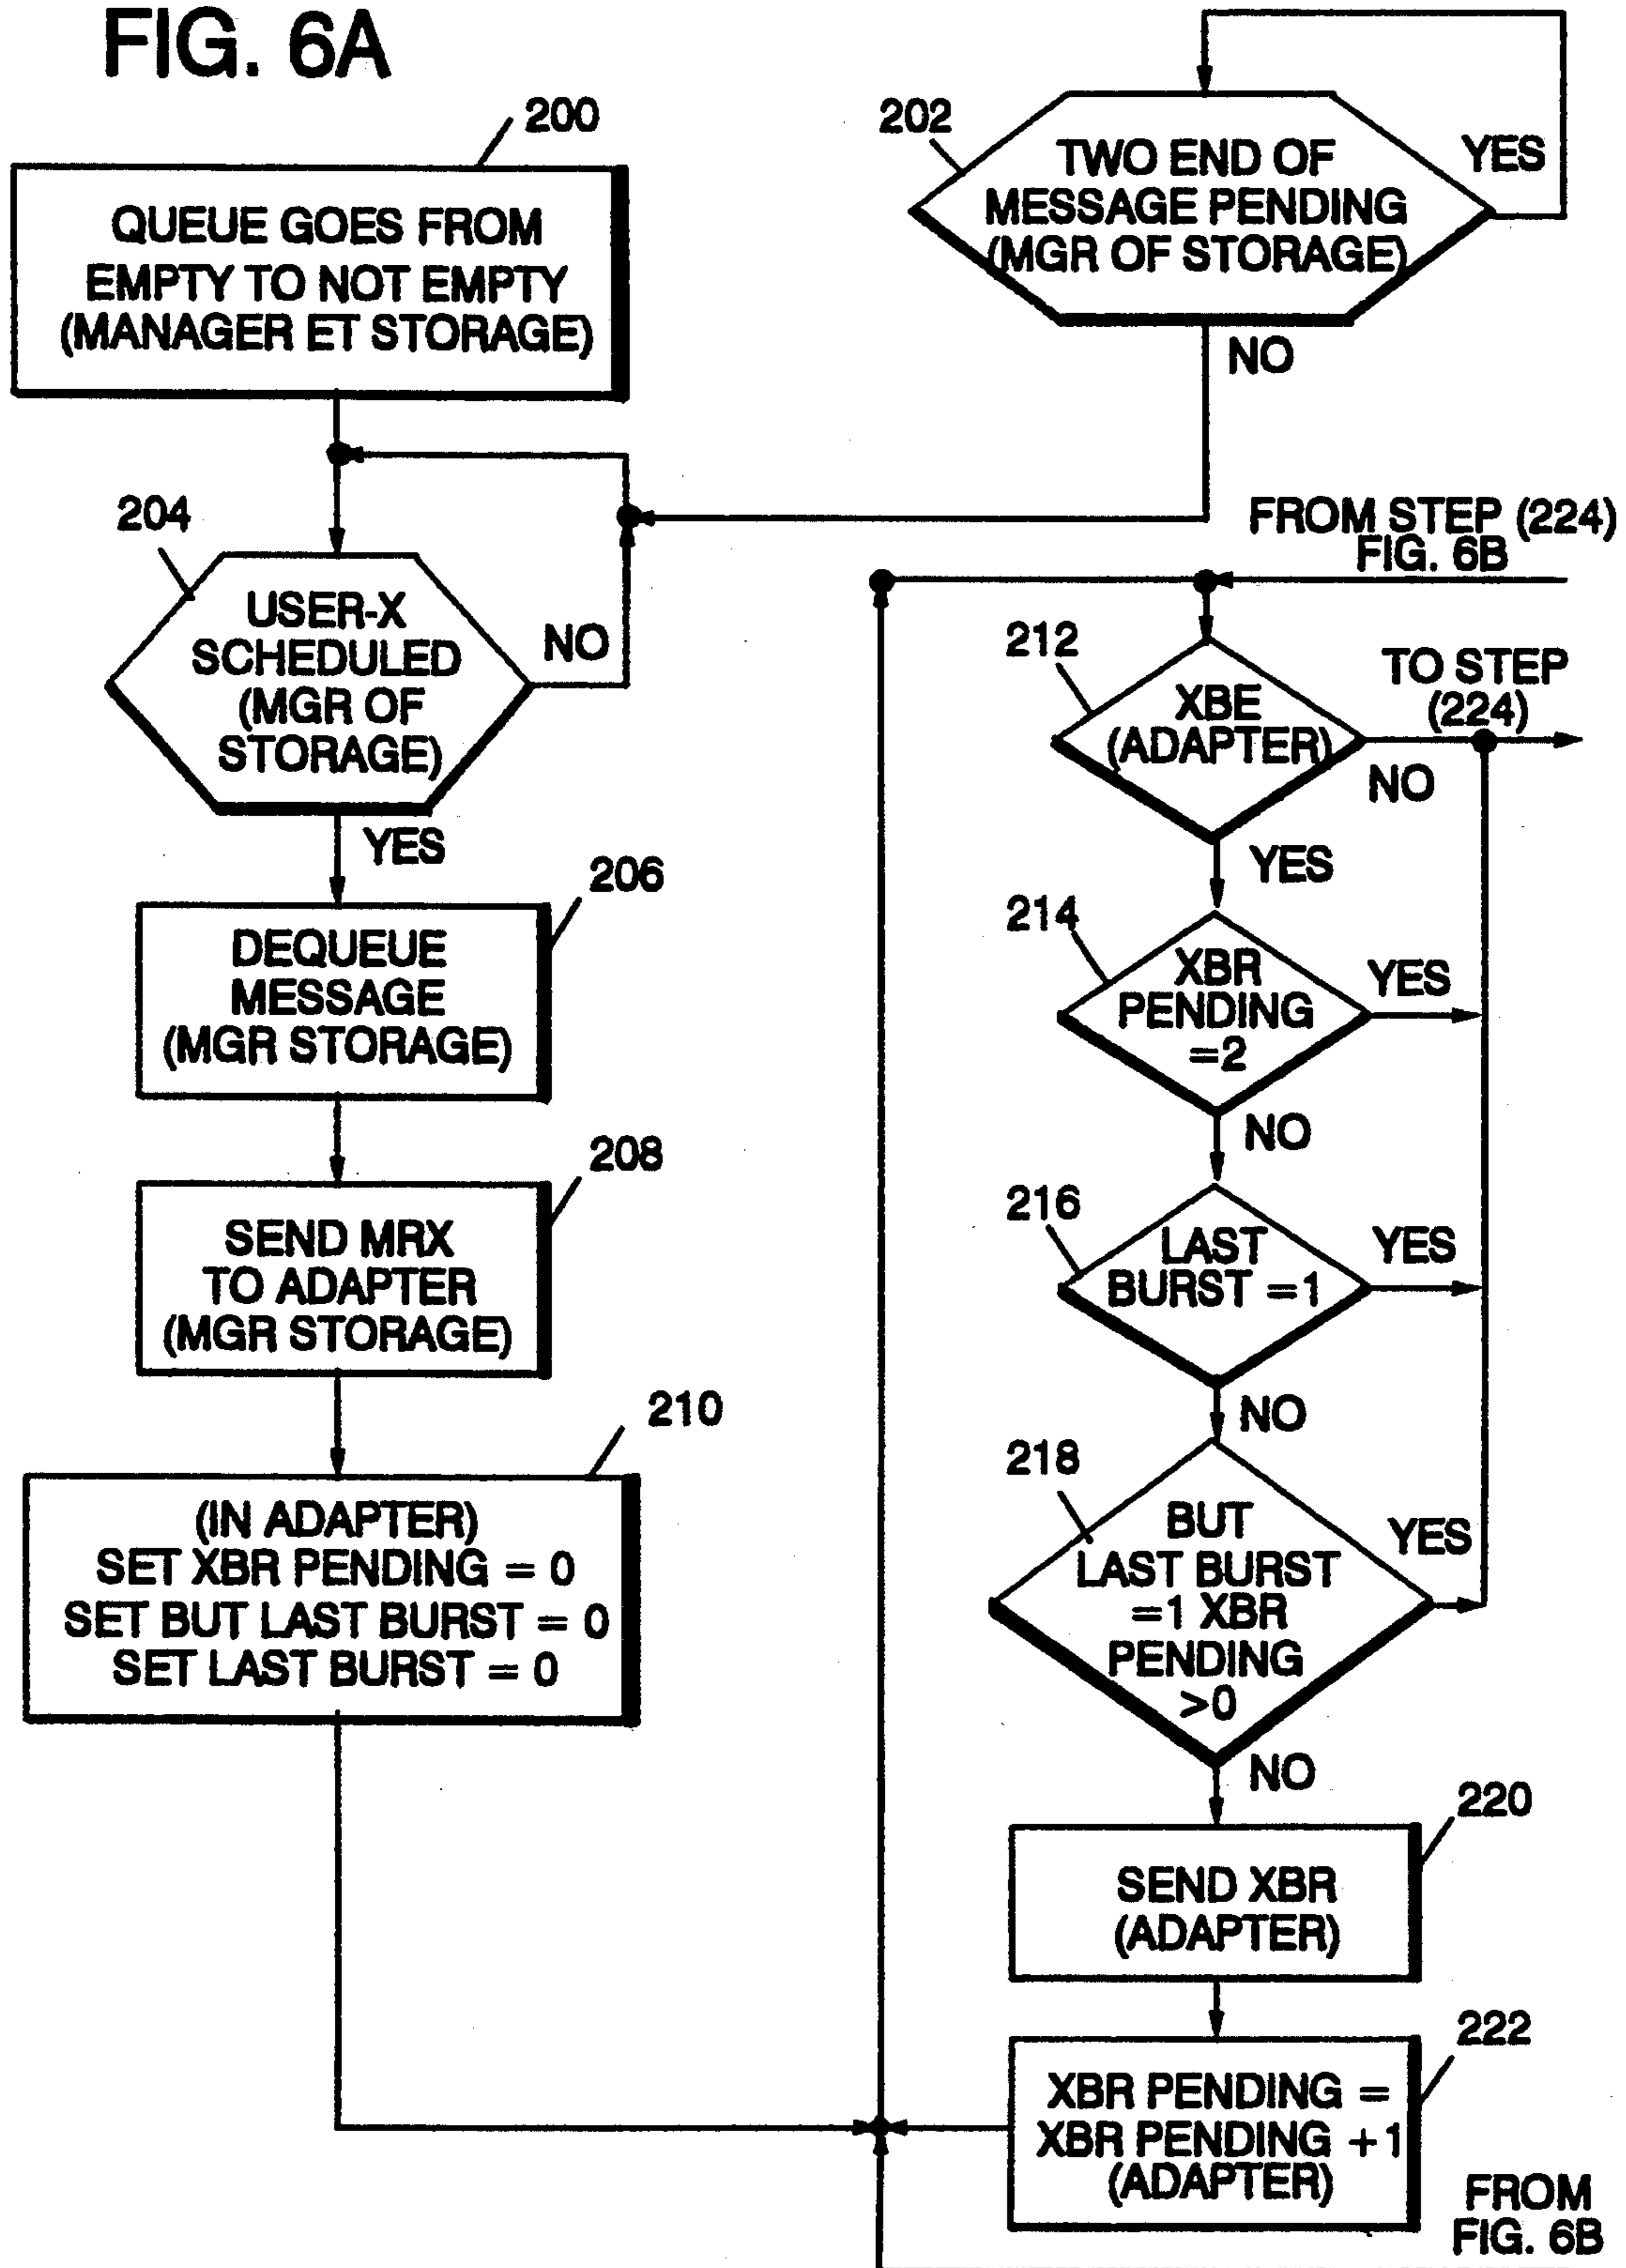 FIG. 6A
200
QUEUE GOES FROM
EMPTY TO NOT EMPTY
(MANAGER ET STORAGE)
202
TWO END OF
MESSAGE PENDING
(MGR OF STORAGE)
YES
NO
204
USER-X
SCHEDULED
(MGR OF
STORAGE)
NO
YES
206
DEQUEUE
MESSAGE
(MGR STORAGE)
208
SEND MRX
TO ADAPTER
(MGR STORAGE)
210
(IN ADAPTER)
SET XBR PENDING = 0
SET BUT LAST BURST = 0
SET LAST BURST = 0
FROM STEP (224)
FIG. 6B
212
XBE
(ADAPTER)
TO STEP
(224)
NO
YES
214
XBR
PENDING
=2
YES
NO
216
LAST
BURST =1
YES
NO
218
BUT
LAST BURST
=1 XBR
PENDING
>0
YES
NO
220
SEND XBR
(ADAPTER)
222
XBR PENDING =
XBR PENDING +1
(ADAPTER)
FROM
FIG. 6B